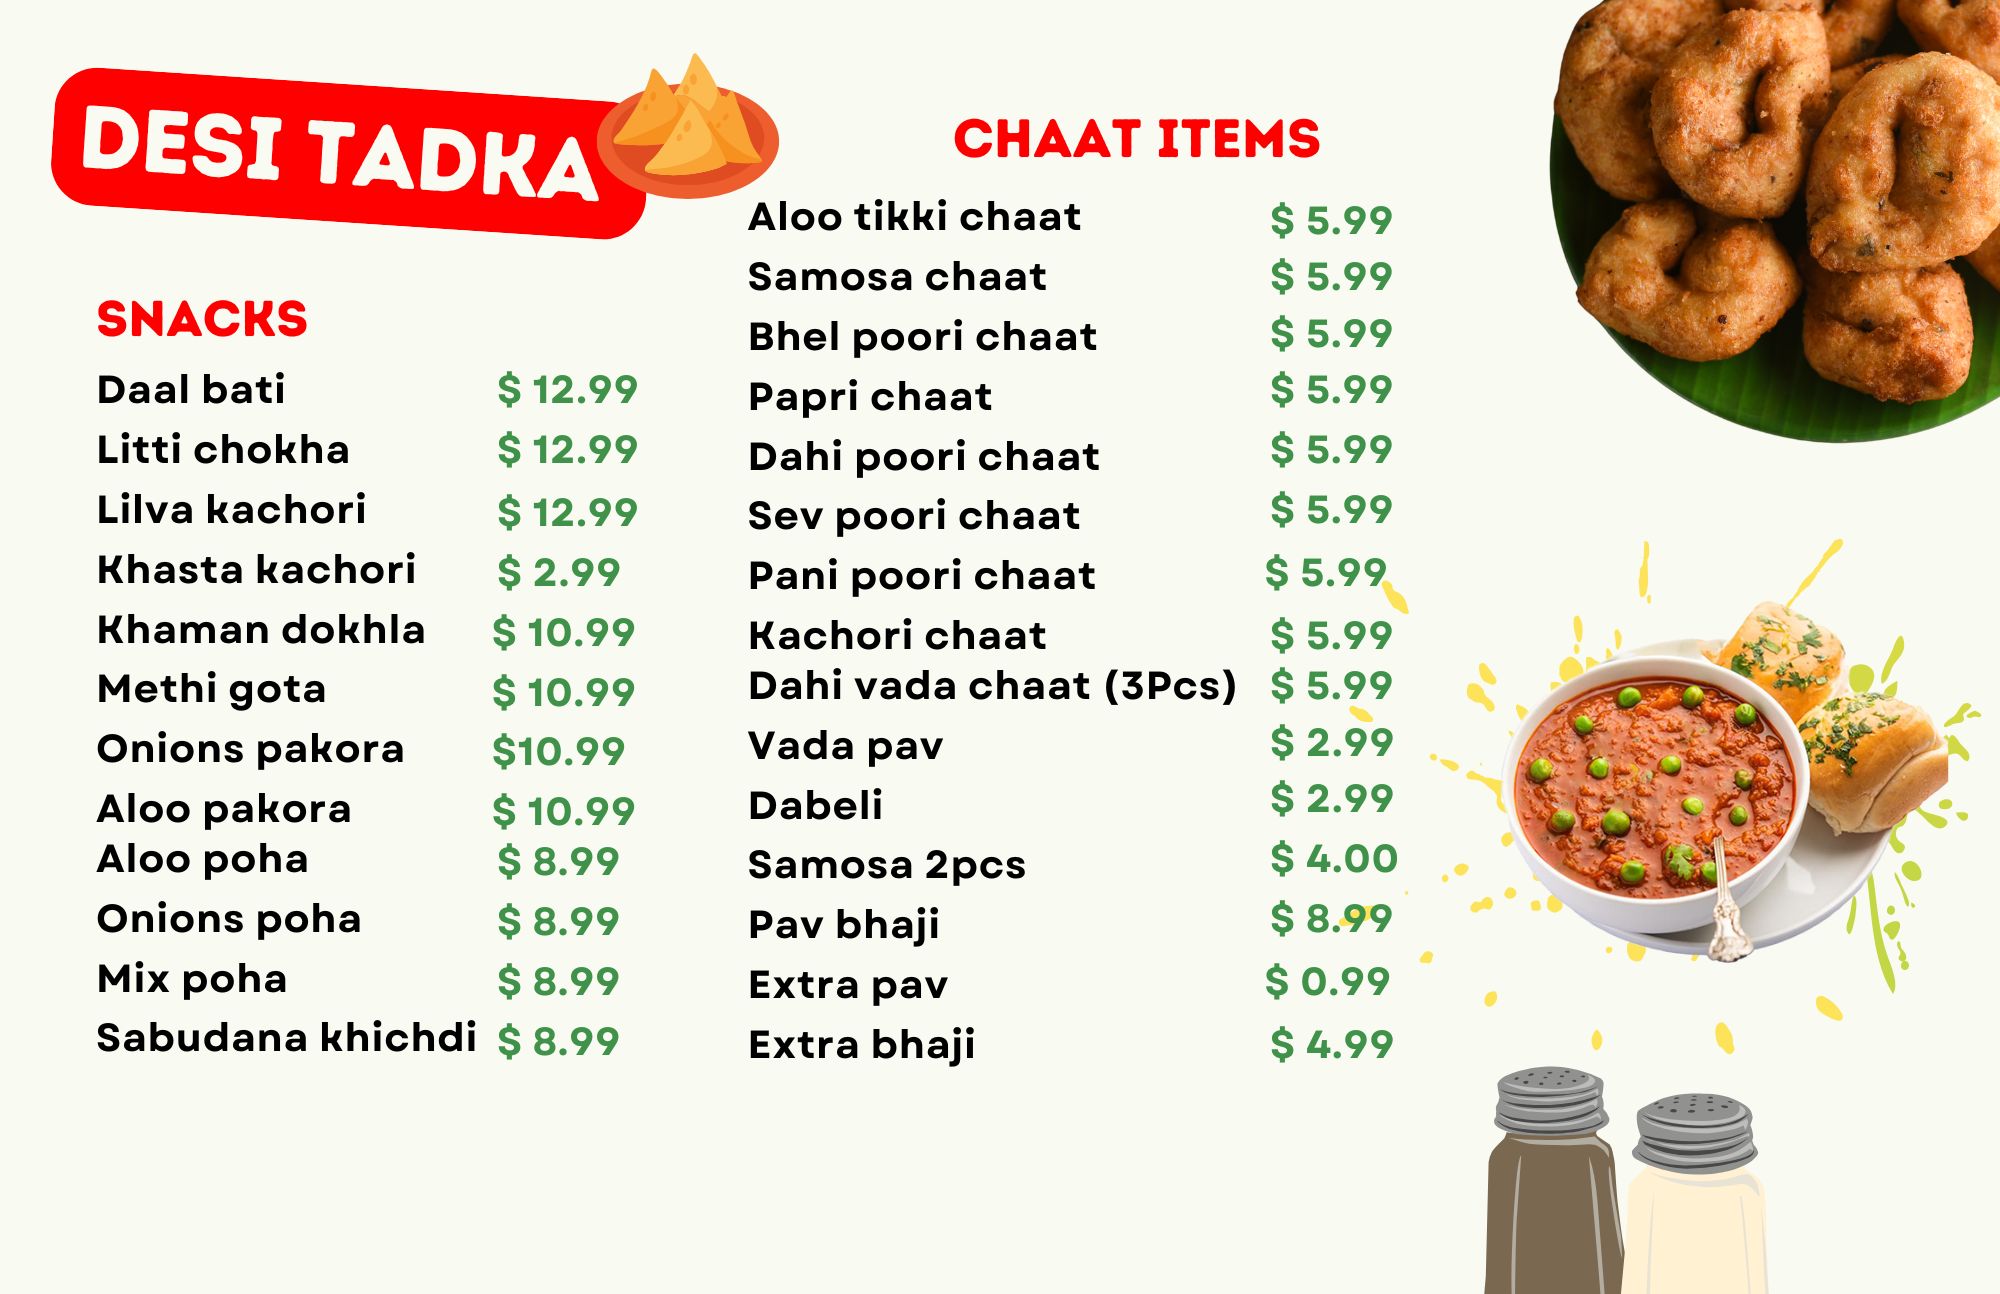 DESI TADKA
SNACKS
Daal bati $ 12.99
Litti chokha $ 12.99
Lilva kachori $ 12.99
Khasta kachori $ 2.99
Khaman dokhla $ 10.99
Methi gota $ 10.99
Onions pakora $10.99
Aloo pakora $ 10.99
Aloo poha $ 8.99
Onions poha $ 8.99
Mix poha $ 8.99
Sabudana khichdi $ 8.99
CHAAT ITEMS
Aloo tikki chaat $ 5.99
Samosa chaat $ 5.99
Bhel poori chaat $ 5.99
Papri chaat $ 5.99
Dahi poori chaat $ 5.99
Sev poori chaat $ 5.99
Pani poori chaat $ 5.99
Kachori chaat $ 5.99
Dahi vada chaat (3Pcs) $ 5.99
Vada pav $ 2.99
Dabeli $ 2.99
Samosa 2pcs $ 4.00
Pav bhaji $ 8.99
Extra pav $ 0.99
Extra bhaji $ 4.99